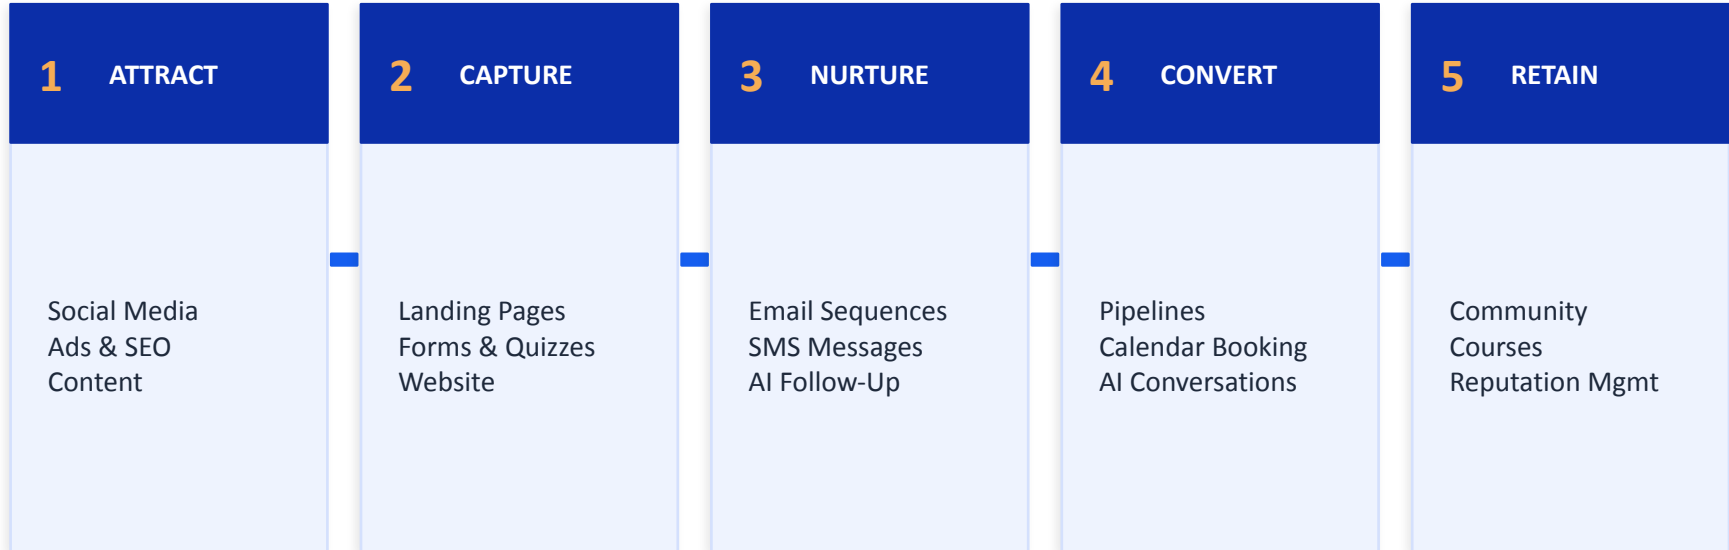 1 ATTRACT
Social Media
Ads & SEO
Content
2 CAPTURE
Landing Pages
Forms & Quizzes
Website
3 NURTURE
Email Sequences
SMS Messages
AI Follow-Up
4 CONVERT
Pipelines
Calendar Booking
AI Conversations
5 RETAIN
Community
Courses
Reputation Mgmt